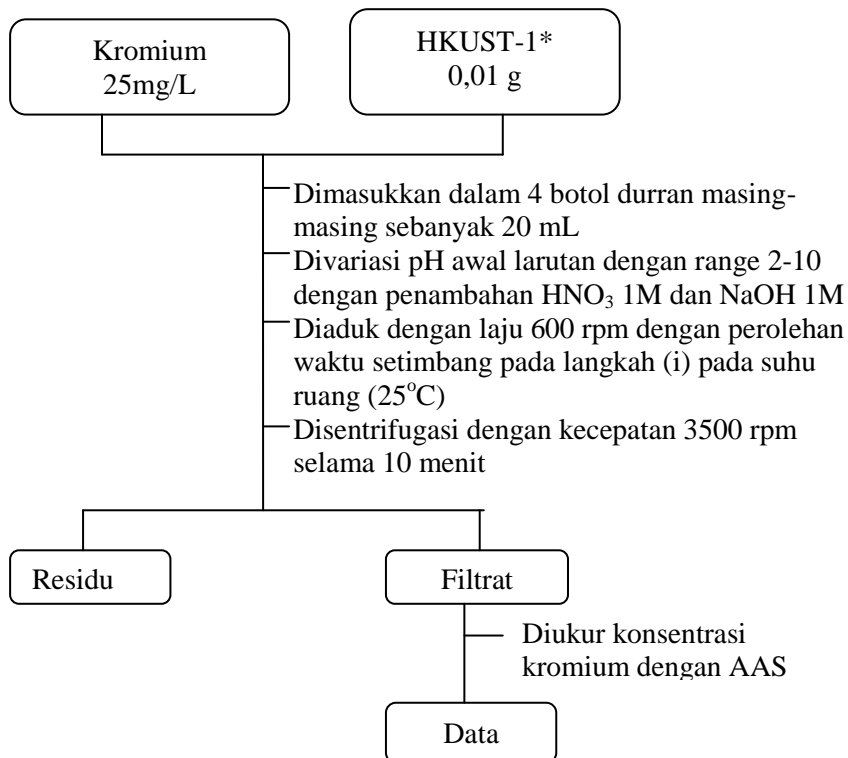 Kromium
25mg/L
HKUST-1*
0,01 g
Dimasukkan dalam 4 botol durran masing-
masing sebanyak 20 mL
Divariasi pH awal larutan dengan range 2-10
dengan penambahan HNO₃ 1M dan NaOH 1M
Diaduk dengan laju 600 rpm dengan perolehan
waktu setimbang pada langkah (i) pada suhu
ruang (25°C)
Disentrifugasi dengan kecepatan 3500 rpm
selama 10 menit
Residu
Filtrat
Diukur konsentrasi
kromium dengan AAS
Data